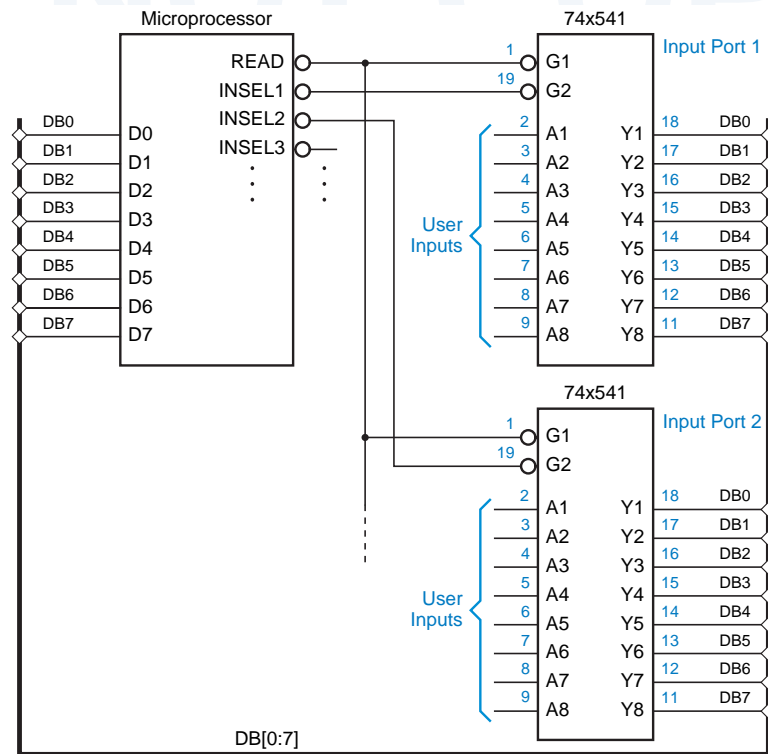 Microprocessor
READ
INSEL1
INSEL2
INSEL3
DB0
DB1
DB2
DB3
DB4
DB5
DB6
DB7
D0
D1
D2
D3
D4
D5
D6
D7
74x541
Input Port 1
1
19
G1
G2
User
Inputs
2 A1 Y1 18 DB0
3 A2 Y2 17 DB1
4 A3 Y3 16 DB2
5 A4 Y4 15 DB3
6 A5 Y5 14 DB4
7 A6 Y6 13 DB5
8 A7 Y7 12 DB6
9 A8 Y8 11 DB7
74x541
Input Port 2
1
19
G1
G2
User
Inputs
2 A1 Y1 18 DB0
3 A2 Y2 17 DB1
4 A3 Y3 16 DB2
5 A4 Y4 15 DB3
6 A5 Y5 14 DB4
7 A6 Y6 13 DB5
8 A7 Y7 12 DB6
9 A8 Y8 11 DB7
DB[0:7]